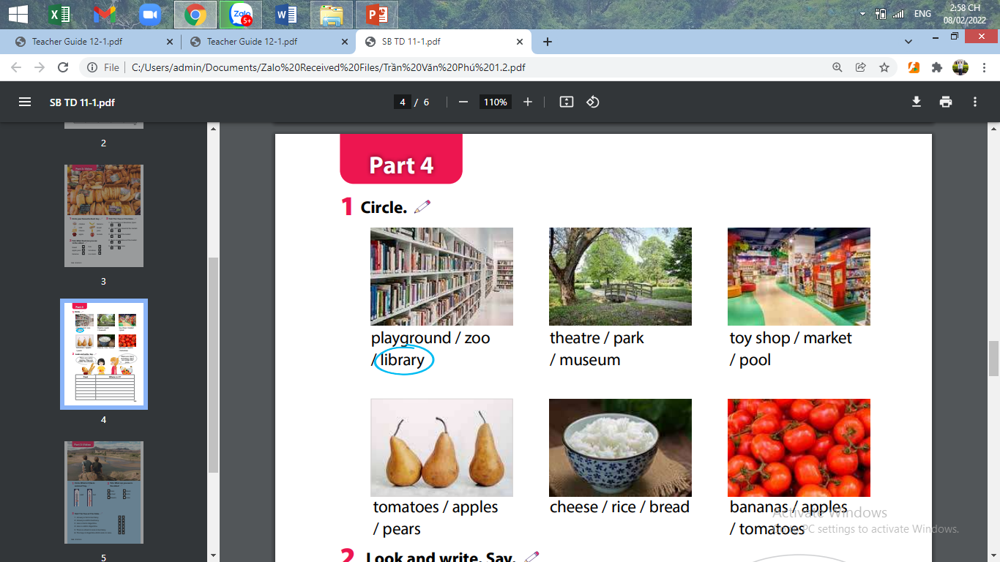 2:58 CH
ENG
08/02/2022
Zalo
5+
Teacher Guide 12-1.pdf
Teacher Guide 12-1.pdf
SB TD 11-1.pdf
File
C:/Users/admin/Documents/Zalo%20Received%20Files/Trần%20Văn%20Phú%201.2.pdf
SB TD 11-1.pdf
4 / 6
110%
2
3
4
5
Part 4
1 Circle.
playground / zoo
/ library
theatre / park
/ museum
toy shop / market
/ pool
tomatoes / apples
/ pears
cheese / rice / bread
bananas / apples
/ tomatoes
Activate Windows
Go to PC settings to activate Windows.
2 Look and write. Say.